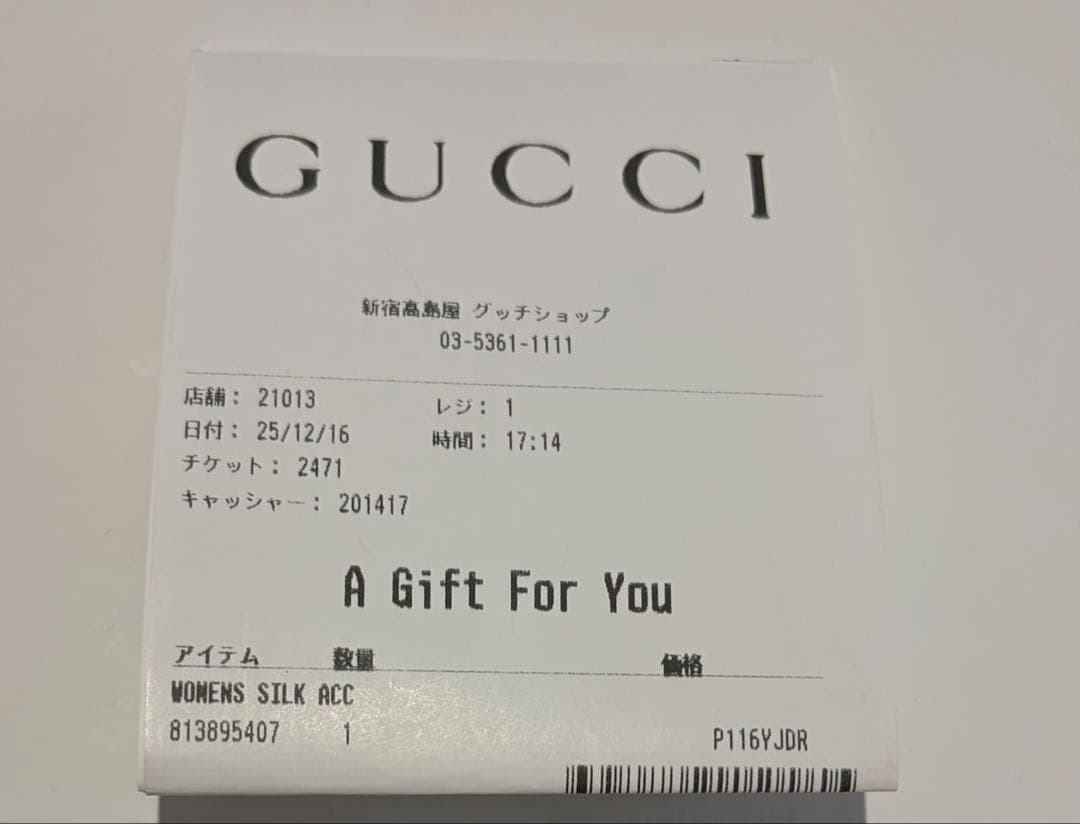 GUCCI
新宿髙島屋 グッチショップ
03-5361-1111
店舗： 21013 レジ： 1
日付： 25/12/16 時間： 17:14
チケット： 2471
キャッシャー： 201417
A Gift For You
アイテム 数量 価格
WOMENS SILK ACC
813895407 1 P116YJDR